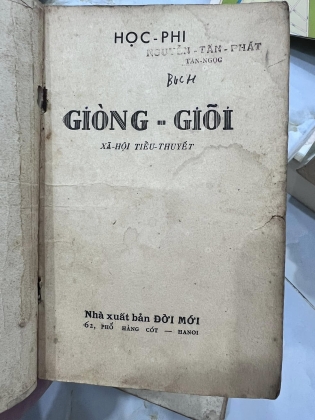 HỌC-PHI
NGUYỄN-TẤN-PHÁT
TÂN-NGỌC
GIÒNG-GIÕI
XÃ-HỘI TIỂU-THUYẾT
Nhà xuất bản ĐỜI MỚI
62, PHỐ HÀNG CÓT — HANOI